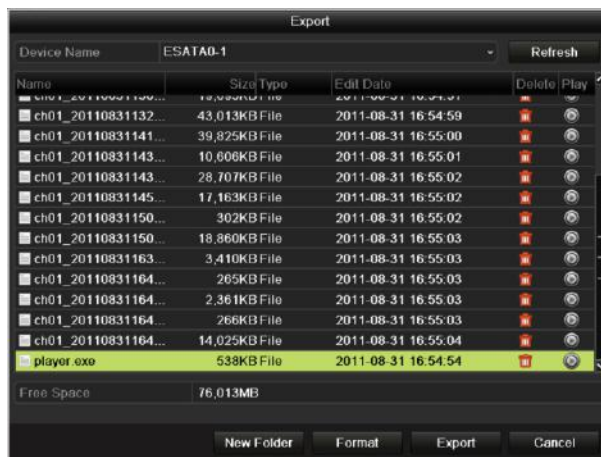 Export
Device Name ESATA0-1 Refresh
Name Size Type Edit Date Delete Play
ch01_20110831132... 43,013KB File 2011-08-31 16:54:59
ch01_20110831141... 39,825KB File 2011-08-31 16:55:00
ch01_20110831143... 10,606KB File 2011-08-31 16:55:01
ch01_20110831143... 28,707KB File 2011-08-31 16:55:02
ch01_20110831145... 17,163KB File 2011-08-31 16:55:02
ch01_20110831150... 302KB File 2011-08-31 16:55:02
ch01_20110831150... 18,860KB File 2011-08-31 16:55:03
ch01_20110831163... 3,410KB File 2011-08-31 16:55:03
ch01_20110831164... 265KB File 2011-08-31 16:55:03
ch01_20110831164... 2,361KB File 2011-08-31 16:55:03
ch01_20110831164... 266KB File 2011-08-31 16:55:03
ch01_20110831164... 14,025KB File 2011-08-31 16:55:04
player.exe 538KB File 2011-08-31 16:54:54
Free Space 76,013MB
New Folder Format Export Cancel